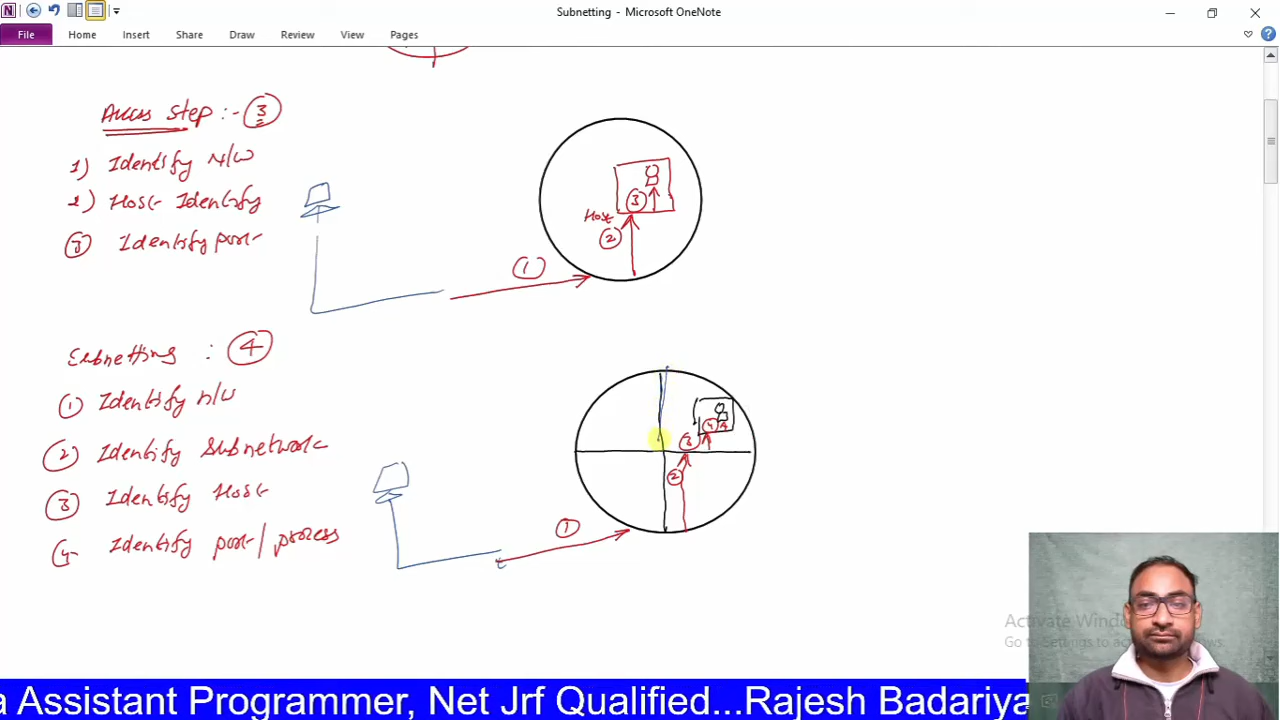 Subnetting - Microsoft OneNote
File Home Insert Share Draw Review View Pages
Access Step :- 3
1) Identify N/W
2) Host Identify
3 Identify port
Host
1
2
3
Subnetting : 4
1 Identify N/W
2 Identify Subnetwork
3 Identify Host
4 Identify port/process
1
2
3
4
Activate Windows
Go to Settings to activate Windows.
a Assistant Programmer, Net Jrf Qualified...Rajesh Badariya